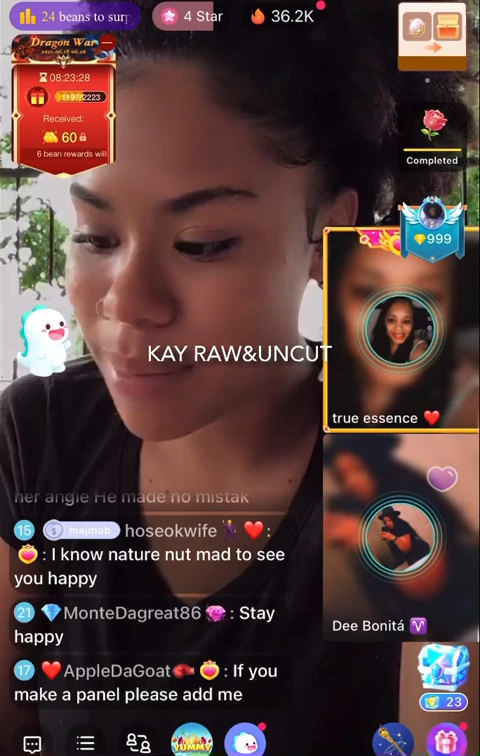 24 beans to surp
4 Star
36.2K
Dragon War
08:23:28
1197/2223
Received:
60
6 bean rewards will
Completed
999
KAY RAW&UNCUT
true essence ❤️
her angle He made no mistak
15 majmob hoseokwife ❤️:
: I know nature nut mad to see
you happy
21 💎MonteDagreat86 : Stay
happy
17 ❤️AppleDaGoat : If you
make a panel please add me
Dee Bonitá ♈
23
YUMMY